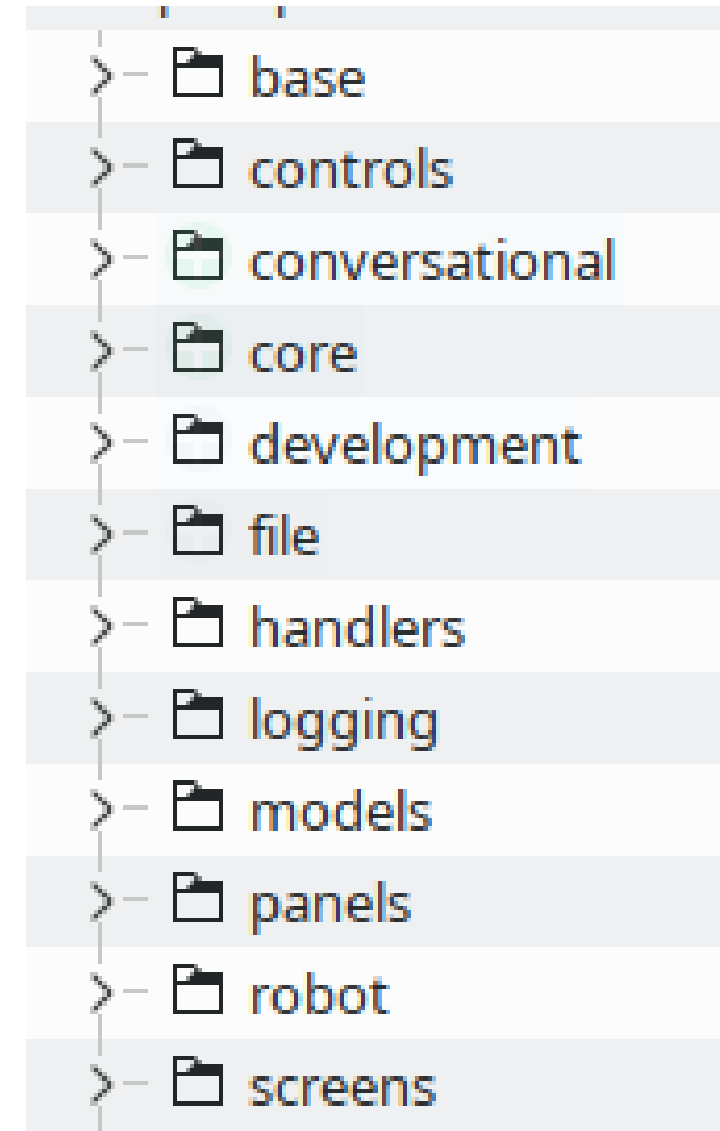 base
controls
conversational
core
development
file
handlers
logging
models
panels
robot
screens